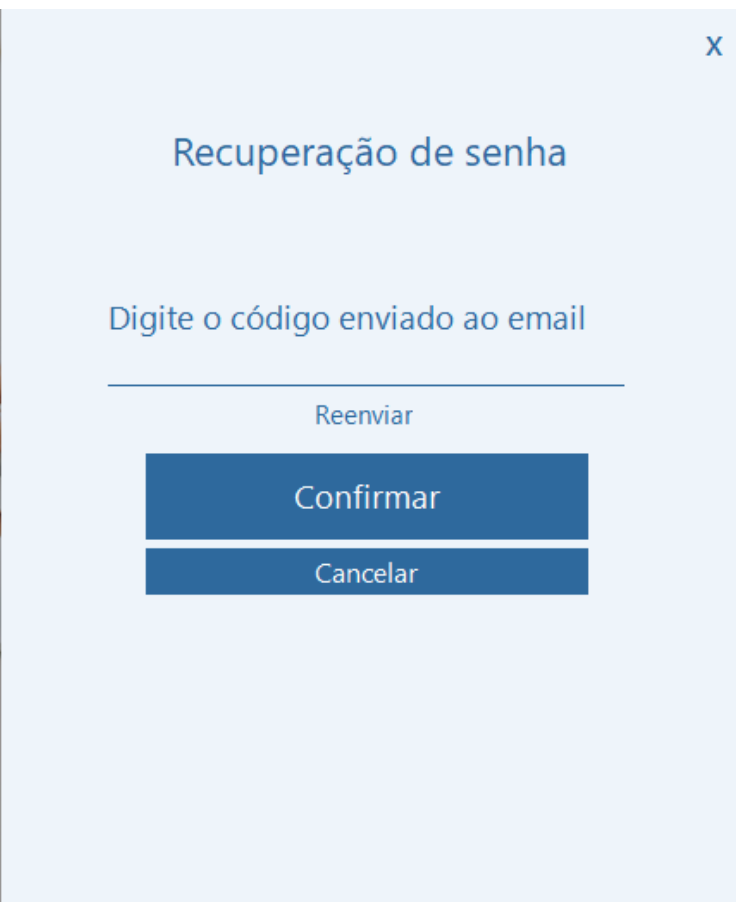 x
Recuperação de senha
Digite o código enviado ao email
Reenviar
Confirmar
Cancelar